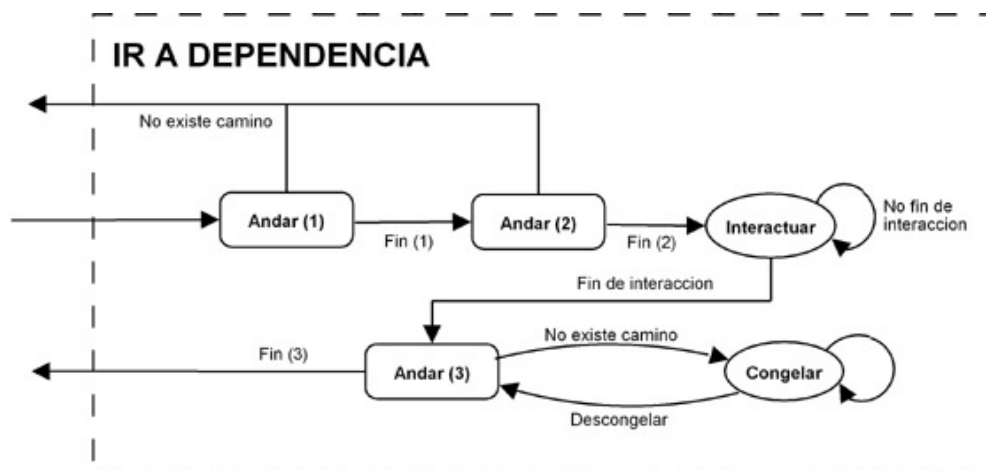 IR A DEPENDENCIA
No existe camino
Andar (1)
Fin (1)
Andar (2)
Fin (2)
Interactuar
No fin de
interaccion
Fin de interaccion
Fin (3)
Andar (3)
No existe camino
Congelar
Descongelar